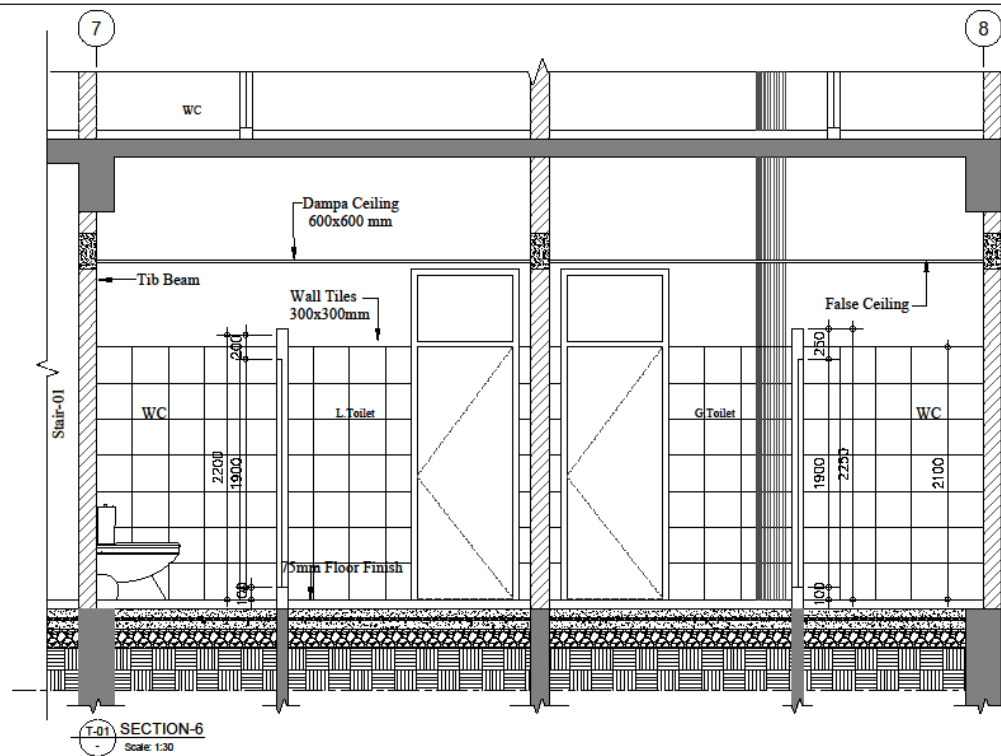 7
8
WC
Dampa Ceiling
600x600 mm
Tib Beam
Wall Tiles
300x300mm
False Ceiling
200
250
Stair-01
WC
L.Toilet
G.Toilet
WC
2200
1900
1900
2250
2100
75mm Floor Finish
100
100
T-01
-
SECTION-6
Scale: 1:30